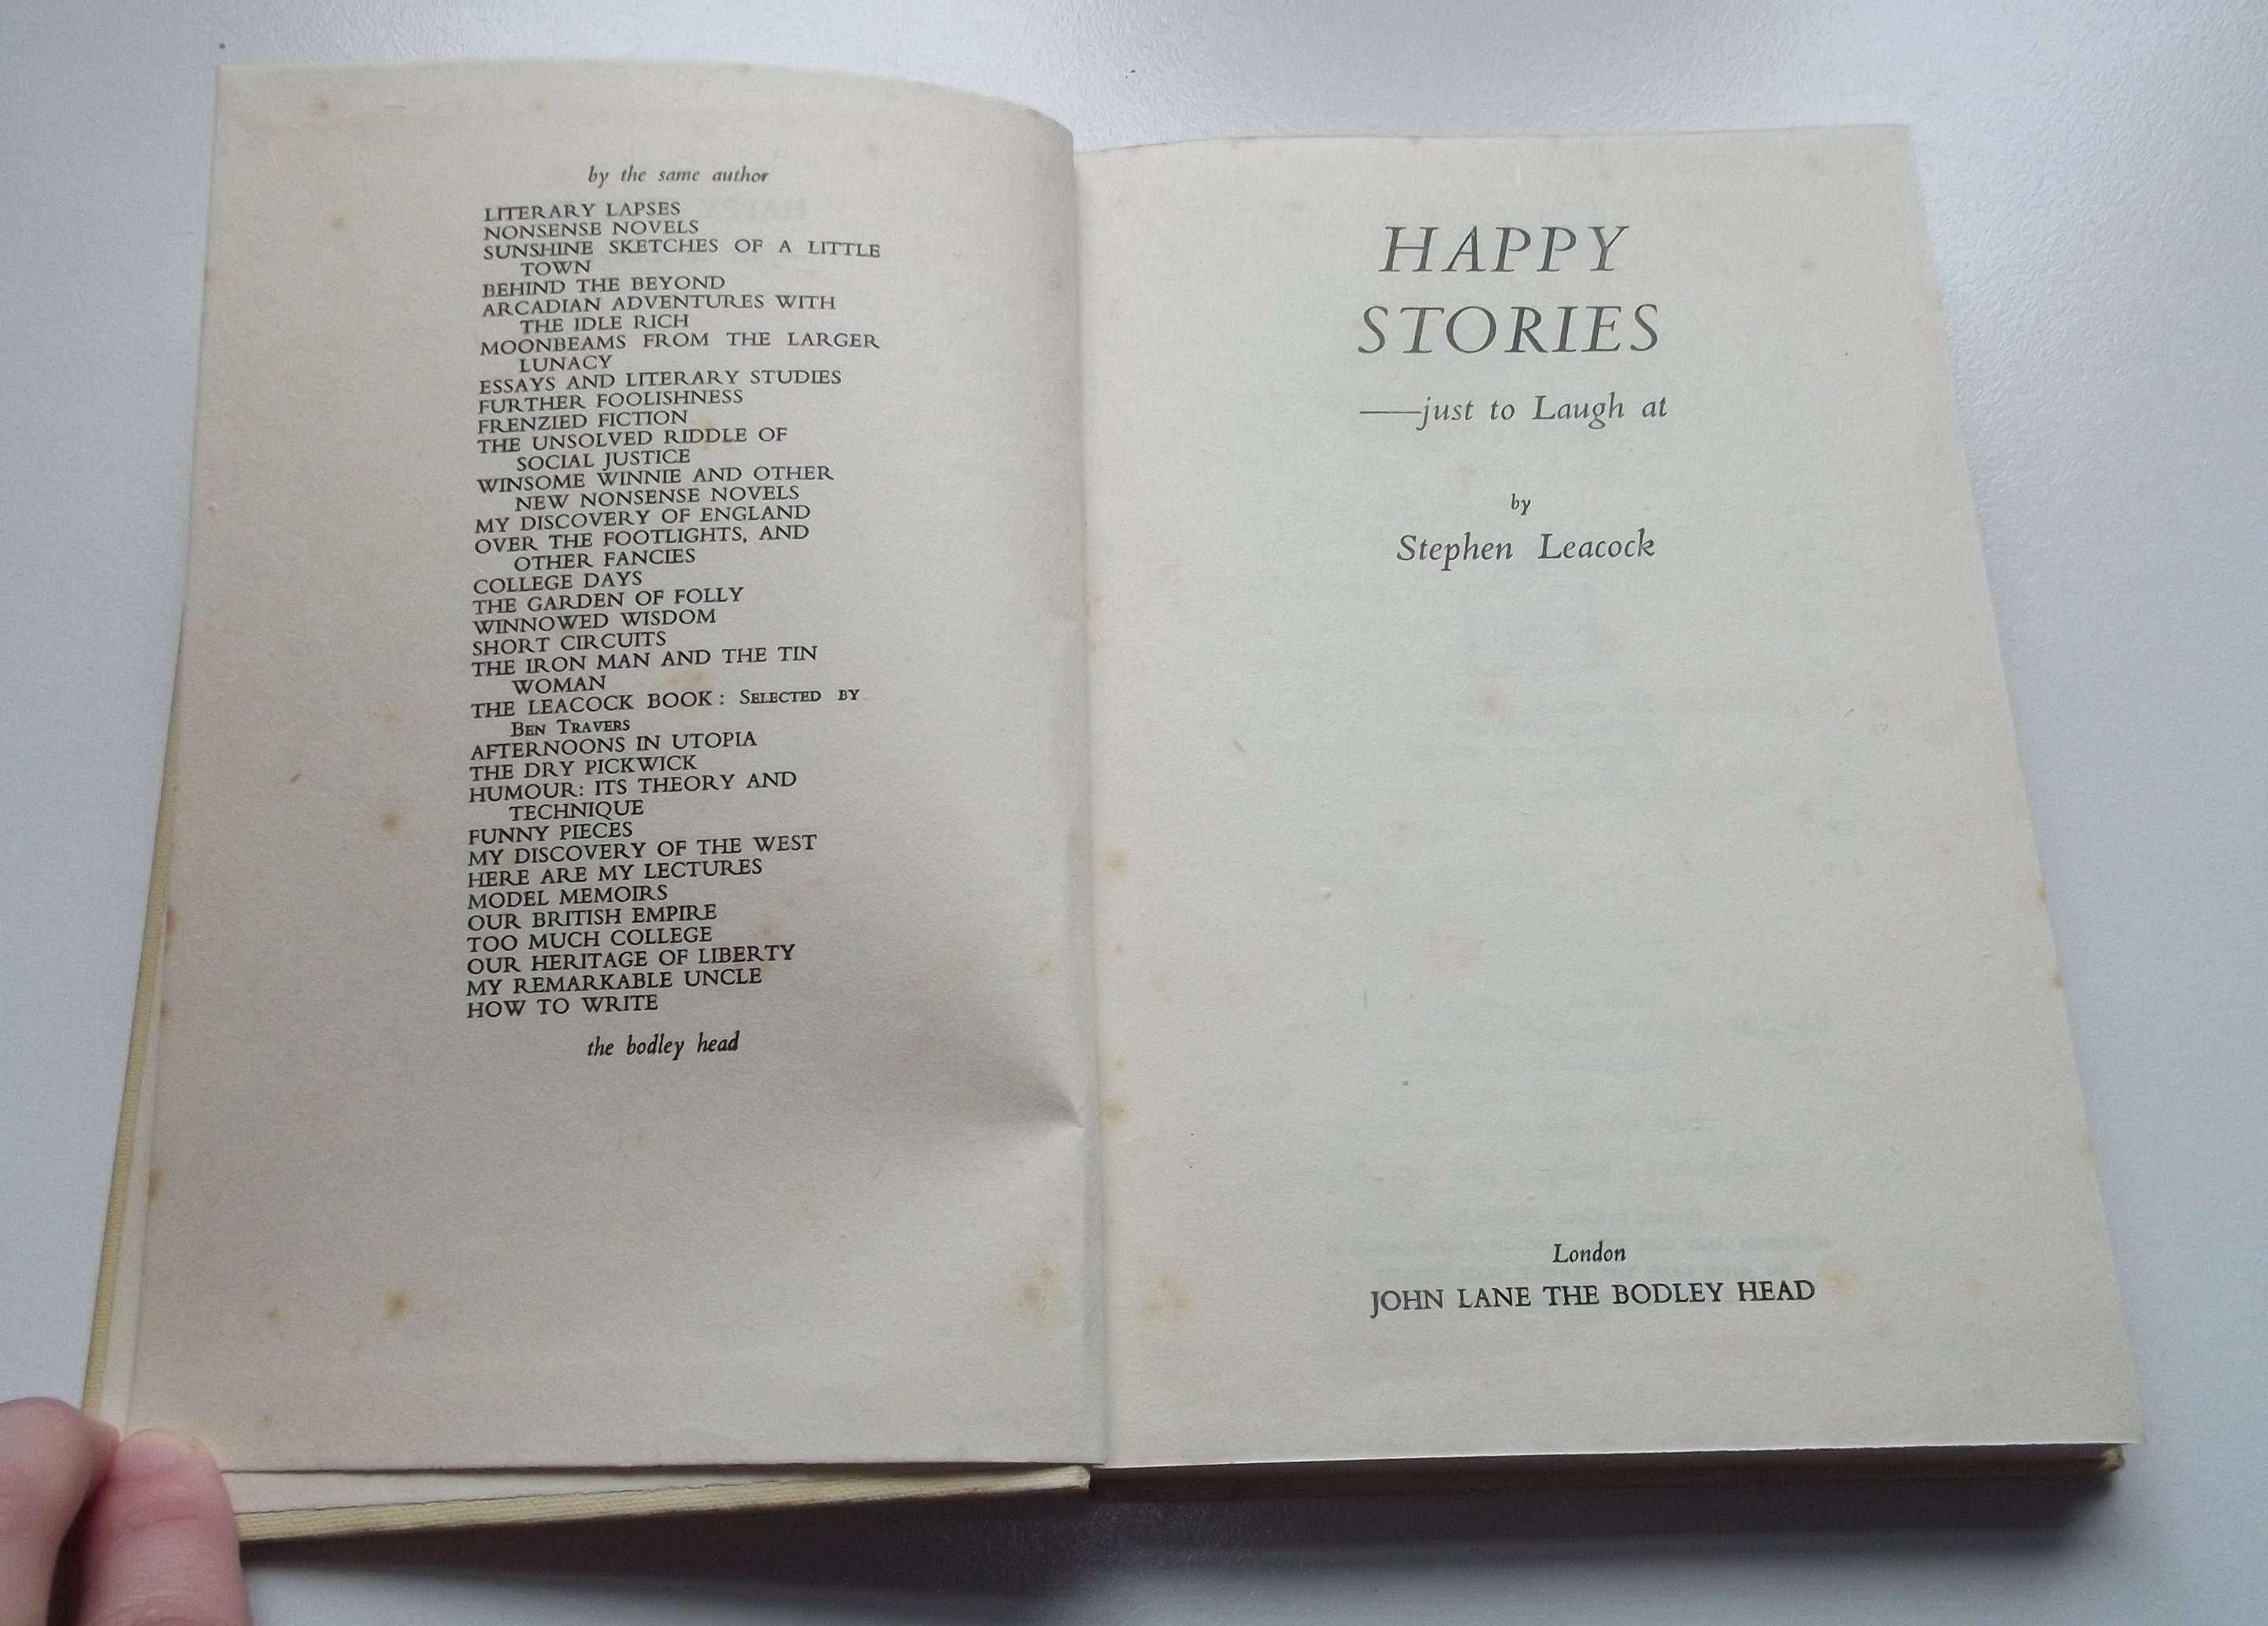 by the same author
LITERARY LAPSES
NONSENSE NOVELS
SUNSHINE SKETCHES OF A LITTLE
TOWN
BEHIND THE BEYOND
ARCADIAN ADVENTURES WITH
THE IDLE RICH
MOONBEAMS FROM THE LARGER
LUNACY
ESSAYS AND LITERARY STUDIES
FURTHER FOOLISHNESS
FRENZIED FICTION
THE UNSOLVED RIDDLE OF
SOCIAL JUSTICE
WINSOME WINNIE AND OTHER
NEW NONSENSE NOVELS
MY DISCOVERY OF ENGLAND
OVER THE FOOTLIGHTS, AND
OTHER FANCIES
COLLEGE DAYS
THE GARDEN OF FOLLY
WINNOWED WISDOM
SHORT CIRCUITS
THE IRON MAN AND THE TIN
WOMAN
THE LEACOCK BOOK: SELECTED BY
BEN TRAVERS
AFTERNOONS IN UTOPIA
THE DRY PICKWICK
HUMOUR: ITS THEORY AND
TECHNIQUE
FUNNY PIECES
MY DISCOVERY OF THE WEST
HERE ARE MY LECTURES
MODEL MEMOIRS
OUR BRITISH EMPIRE
TOO MUCH COLLEGE
OUR HERITAGE OF LIBERTY
MY REMARKABLE UNCLE
HOW TO WRITE
the bodley head
HAPPY
STORIES
—just to Laugh at
by
Stephen Leacock
London
JOHN LANE THE BODLEY HEAD